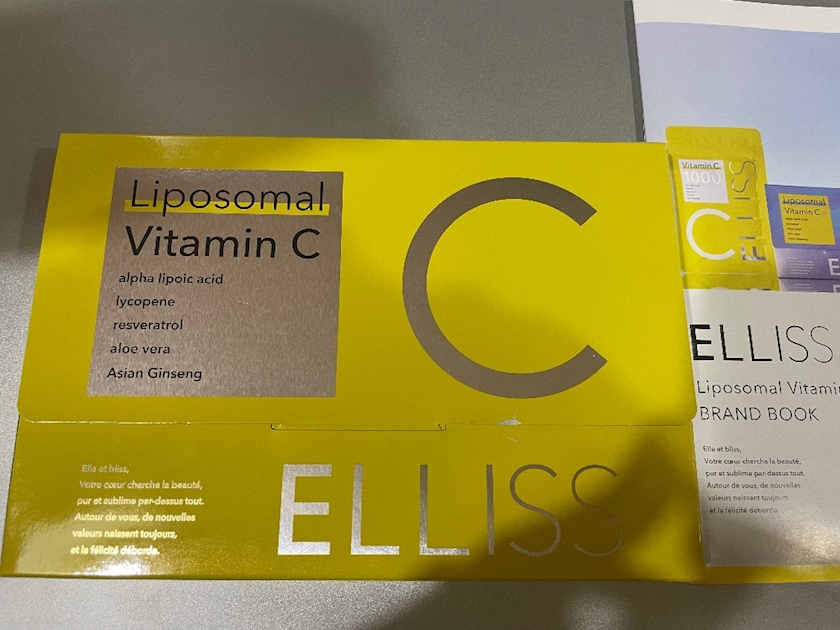 Liposomal
Vitamin C
alpha lipoic acid
lycopene
resveratrol
aloe vera
Asian Ginseng
C
Elle et bliss,
Votre cœur cherche la beauté,
pur et sublime par-dessus tout.
Autour de vous, de nouvelles
valeurs naissent toujours,
et la félicité déborde.
ELLISS
Vitamin C
1000
C
ELLISS
Liposomal
Vitamin C
E
ELLISS
Liposomal Vitami
BRAND BOOK
Elle et bliss,
Votre cœur cherche la beauté,
pur et sublime par-dessus tout.
Autour de vous, de nouvelles
valeurs naissent toujours,
et la félicité déborde.